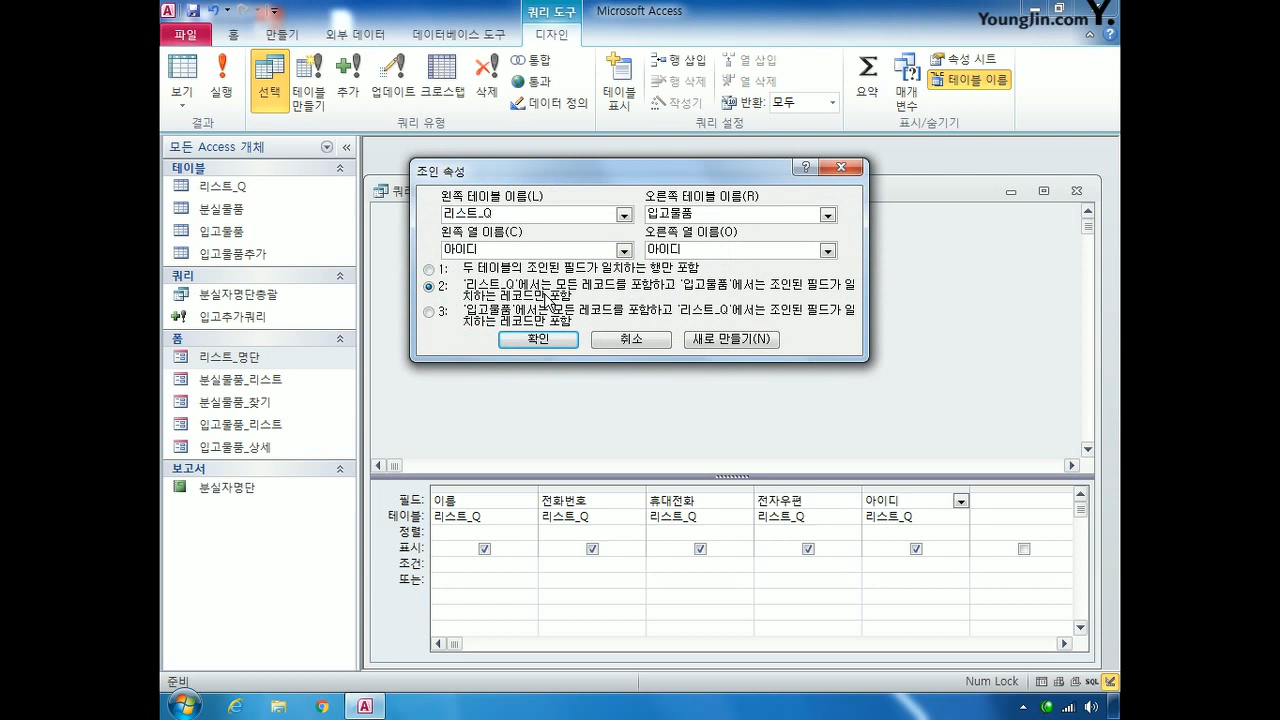 쿼리 도구
Microsoft Access
YoungJin.com Y.
파일
홈
만들기
외부 데이터
데이터베이스 도구
디자인
보기
실행
선택
테이블
만들기
추가
업데이트
크로스탭
삭제
통합
통과
데이터 정의
테이블
표시
행 삽입
행 삭제
작성기
열 삽입
열 삭제
반환: 모두
요약
매개
변수
속성 시트
테이블 이름
결과
쿼리 유형
쿼리 설정
표시/숨기기
모든 Access 개체
테이블
리스트_Q
분실물품
입고물품
입고물품추가
쿼리
분실자명단총괄
입고추가쿼리
폼
리스트_명단
분실물품_리스트
분실물품_찾기
입고물품_리스트
입고물품_상세
보고서
분실자명단
조인 속성
왼쪽 테이블 이름(L)
오른쪽 테이블 이름(R)
리스트_Q
입고물품
왼쪽 열 이름(C)
오른쪽 열 이름(O)
아이디
아이디
1: 두 테이블의 조인된 필드가 일치하는 행만 포함
2: '리스트_Q'에서는 모든 레코드를 포함하고 '입고물품'에서는 조인된 필드가 일
치하는 레코드만 포함
3: '입고물품'에서는 모든 레코드를 포함하고 '리스트_Q'에서는 조인된 필드가 일
치하는 레코드만 포함
확인
취소
새로 만들기(N)
필드: 이름 전화번호 휴대전화 전자우편 아이디
테이블: 리스트_Q 리스트_Q 리스트_Q 리스트_Q 리스트_Q
정렬:
표시:
조건:
또는:
준비
Num Lock
SQL